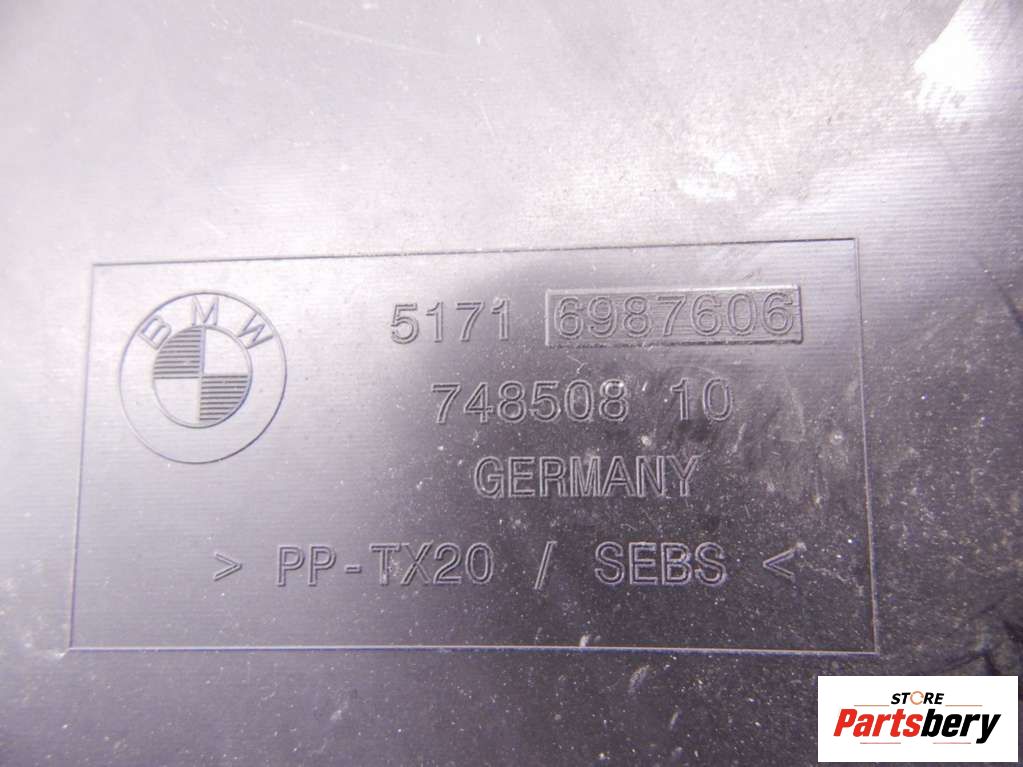 BMW
5171 6987606
748508 10
GERMANY
> PP-TX20 / SEBS <
STORE
Partsbery